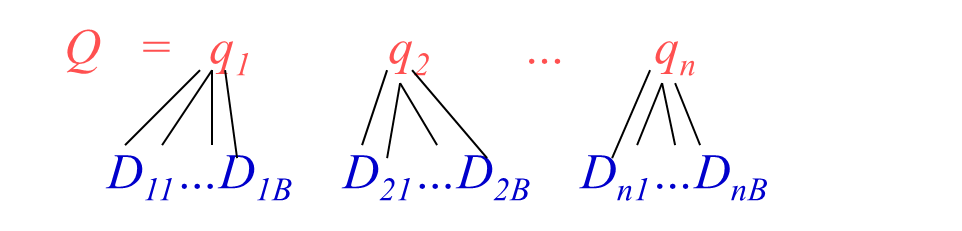 Q = q1 q2 ... qn
D11...D1B D21...D2B Dn1...DnB